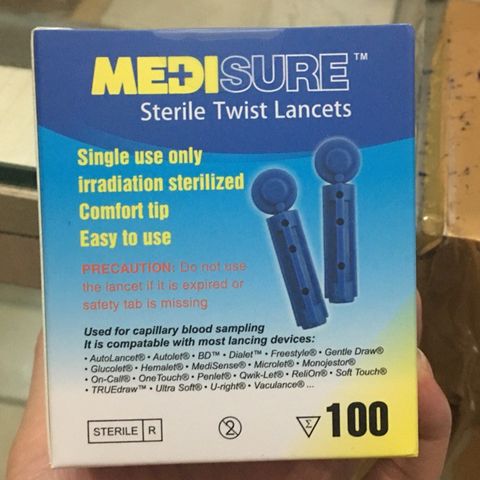 MEDISURE™
Sterile Twist Lancets
Single use only
irradiation sterilized
Comfort tip
Easy to use
PRECAUTION: Do not use
the lancet if it is expired or
safety tab is missing
Used for capillary blood sampling
It is compatable with most lancing devices:
• AutoLancet® • Autolet® • BD™ • Dialet™ • Freestyle® • Gentle Draw®
• Glucolet® • Hemalet® • MediSense® • Microlet® • Monojestor®
• On-Call® • OneTouch® • Penlet® • Qwik-Let® • ReliOn® • Soft Touch®
• TRUEdraw™ • Ultra Soft® • U-right® • Vaculance® ...
STERILE R
2
Σ 100